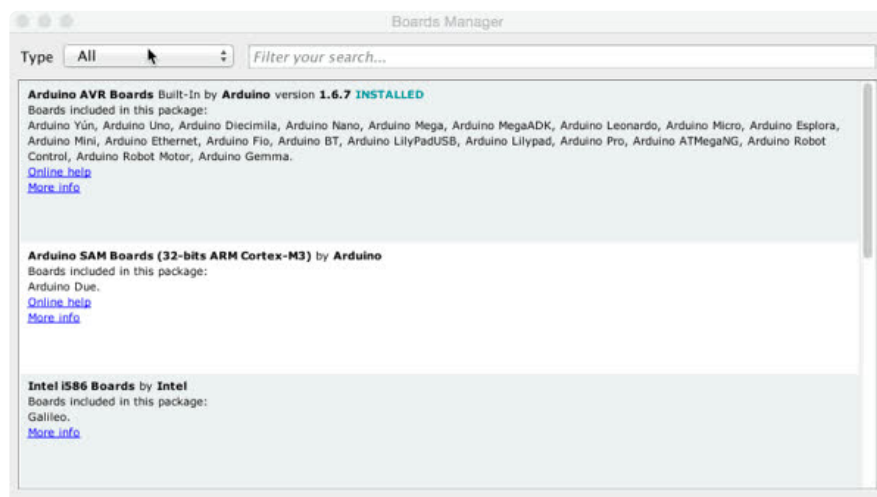 Boards Manager
Type All Filter your search...
Arduino AVR Boards Built-In by Arduino version 1.6.7 INSTALLED
Boards included in this package:
Arduino Yún, Arduino Uno, Arduino Diecimila, Arduino Nano, Arduino Mega, Arduino MegaADK, Arduino Leonardo, Arduino Micro, Arduino Esplora,
Arduino Mini, Arduino Ethernet, Arduino Fio, Arduino BT, Arduino LilyPadUSB, Arduino Lilypad, Arduino Pro, Arduino ATMegaNG, Arduino Robot
Control, Arduino Robot Motor, Arduino Gemma.
Online help
More info
Arduino SAM Boards (32-bits ARM Cortex-M3) by Arduino
Boards included in this package:
Arduino Due.
Online help
More info
Intel i586 Boards by Intel
Boards included in this package:
Galileo.
More info